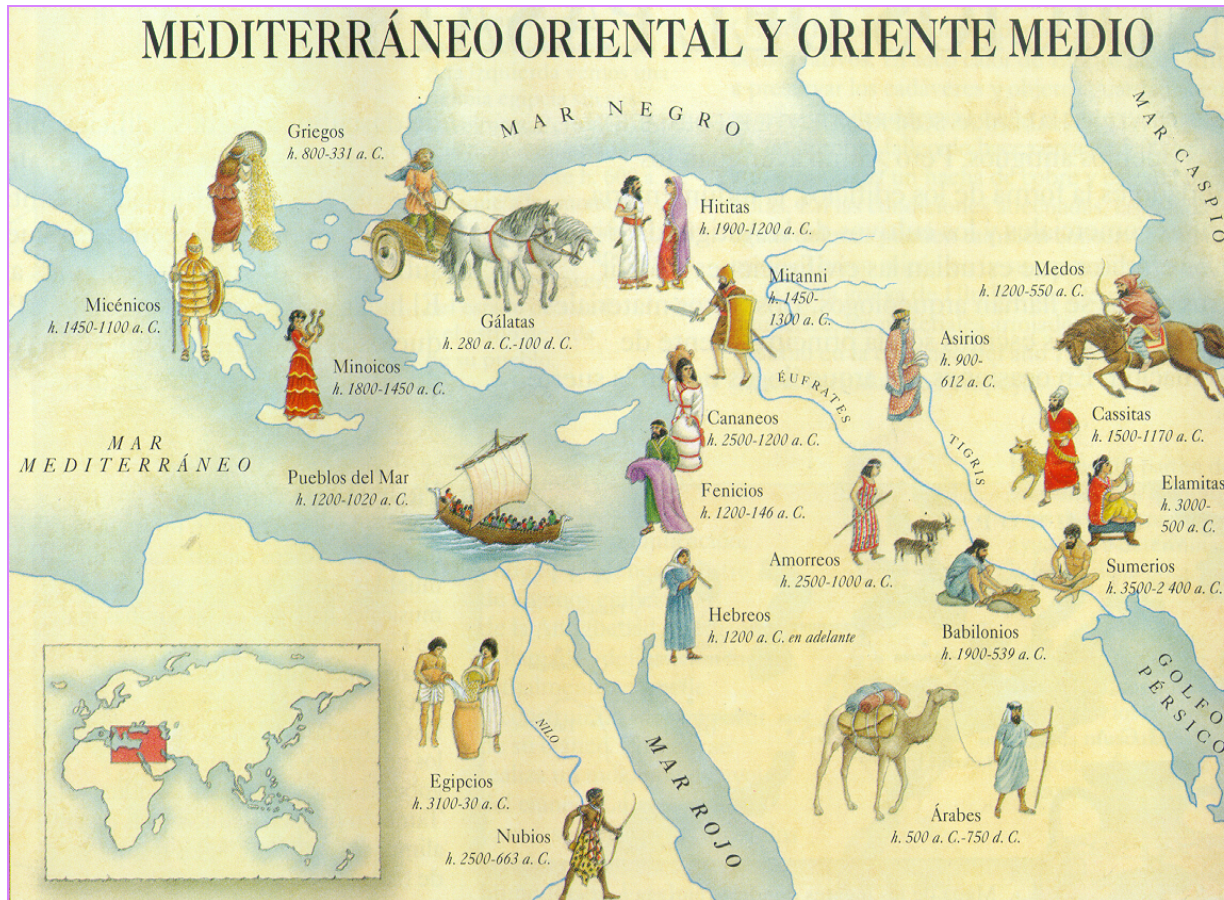 MEDITERRÁNEO ORIENTAL Y ORIENTE MEDIO
MAR NEGRO
MAR CASPIO
Griegos
h. 800-331 a. C.
Hititas
h. 1900-1200 a. C.
Micénicos
h. 1450-1100 a. C.
Gálatas
h. 280 a. C.-100 d. C.
Mitanni
h. 1450-
1300 a. C.
Medos
h. 1200-550 a. C.
Minoicos
h. 1800-1450 a. C.
Asirios
h. 900-
612 a. C.
ÉUFRATES
TIGRIS
Cananeos
h. 2500-1200 a. C.
Cassitas
h. 1500-1170 a. C.
MAR
MEDITERRÁNEO
Pueblos del Mar
h. 1200-1020 a. C.
Fenicios
h. 1200-146 a. C.
Elamitas
h. 3000-
500 a. C.
Amorreos
h. 2500-1000 a. C.
Sumerios
h. 3500-2 400 a. C.
Hebreos
h. 1200 a. C. en adelante
Babilonios
h. 1900-539 a. C.
GOLFO
PÉRSICO
NILO
MAR ROJO
Egipcios
h. 3100-30 a. C.
Nubios
h. 2500-663 a. C.
Árabes
h. 500 a. C.-750 d. C.